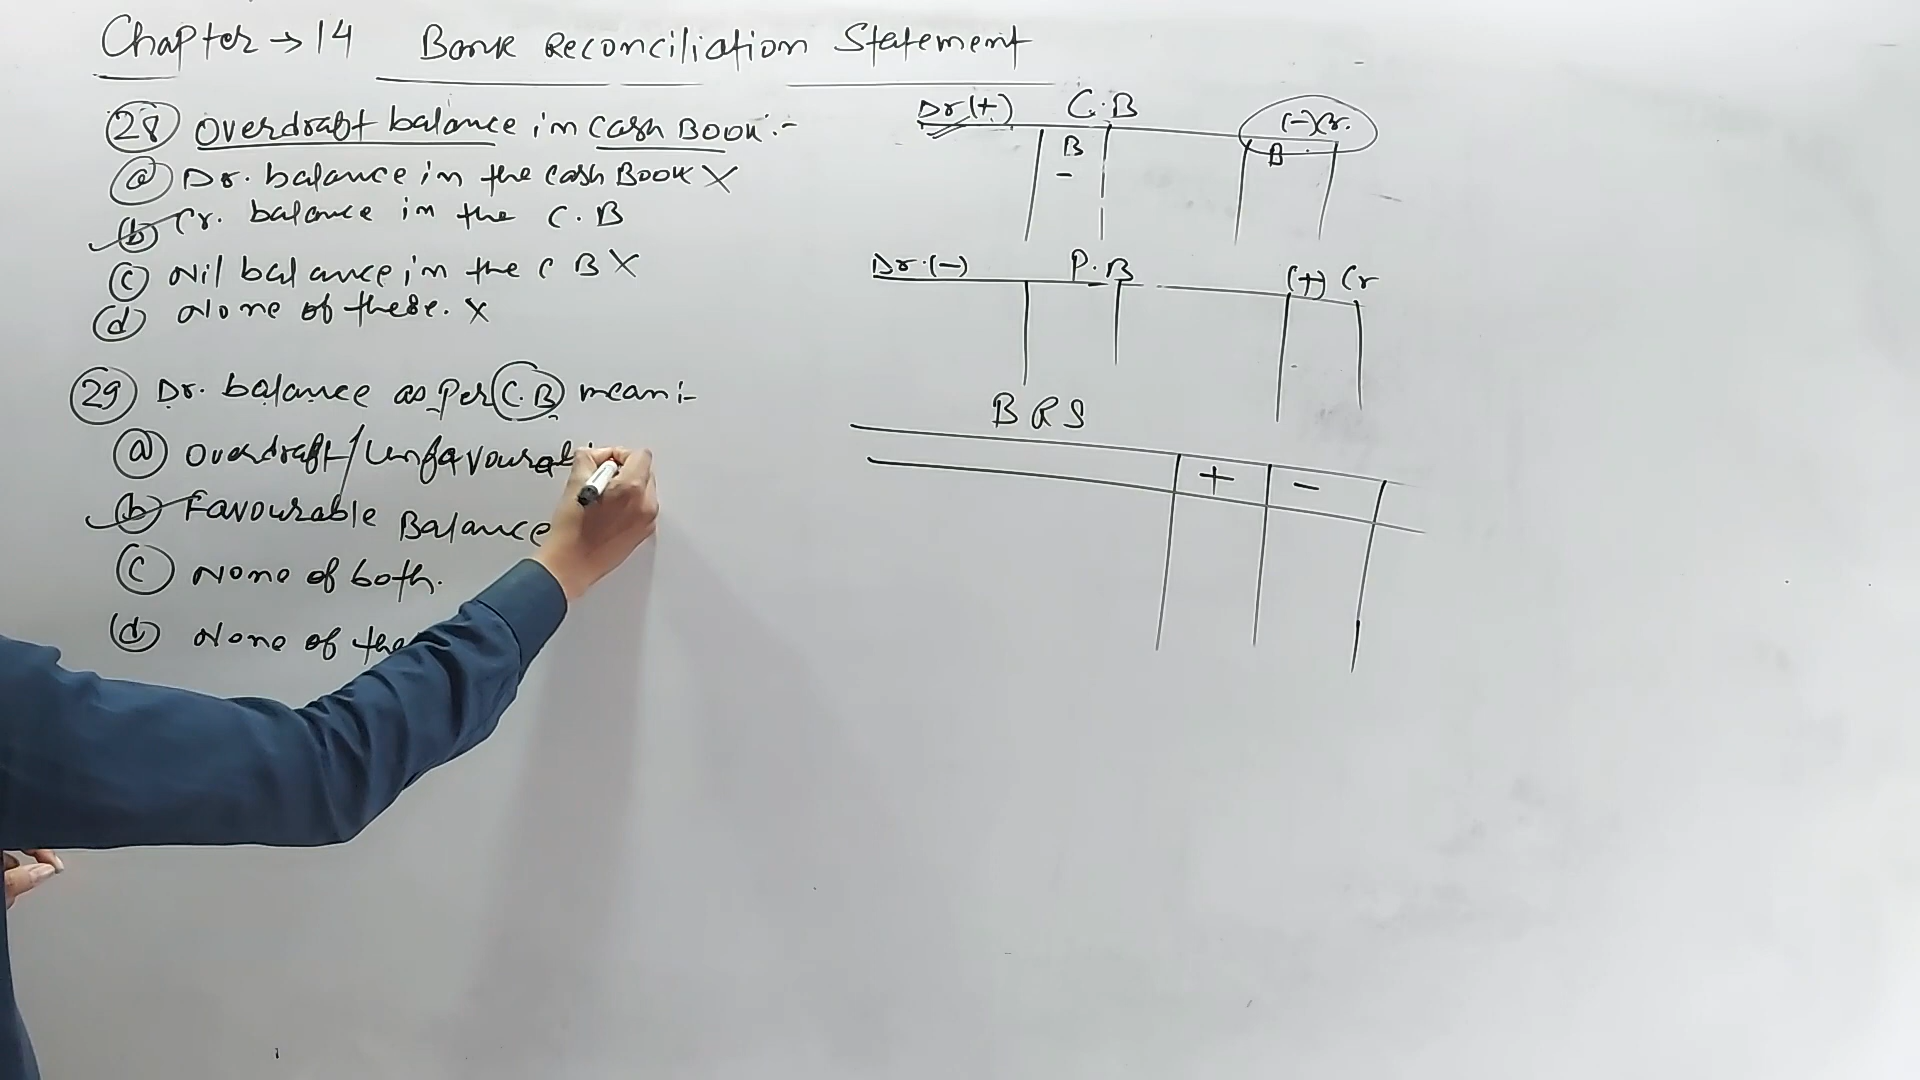 Chapter → 14 Bank Reconciliation Statement
28 Overdraft balance in Cash Book :-
a Dr. balance in the Cash Book X
b Cr. balance in the C.B
c Nil balance in the C B X
d None of these. X
29 Dr. balance as Per C.B mean :-
a Overdraft/Unfavourabl
b Favourable Balance
c None of both.
d None of the
Dr (+) C.B (-) Cr.
B B
-
Dr. (-) P.B (+) Cr
B R S
+ -